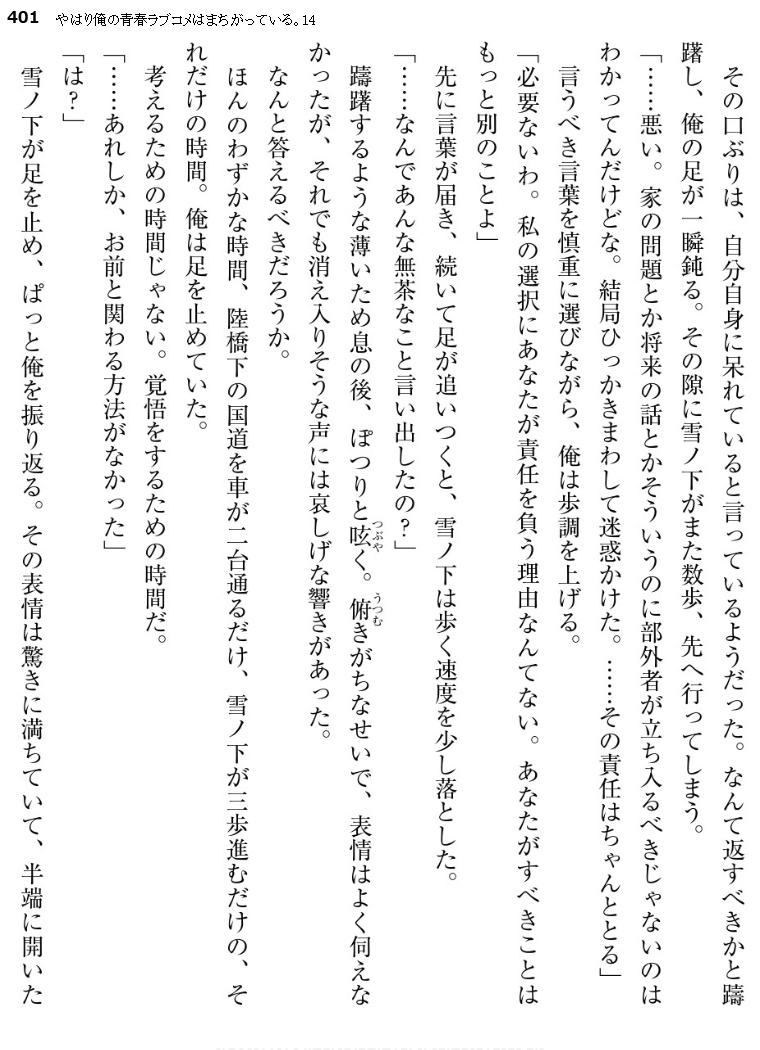 401 やはり俺の青春ラブコメはまちがっている。14
その口ぶりは、自分自身に呆れていると言っているようだった。なんて返すべきかと躊
躇し、俺の足が一瞬鈍る。その隙に雪ノ下がまた数歩、先へ行ってしまう。
「……悪い。家の問題とか将来の話とかそういうのに部外者が立ち入るべきじゃないのは
わかってんだけどな。結局ひっかきまわして迷惑かけた。……その責任はちゃんととる」
言うべき言葉を慎重に選びながら、俺は歩調を上げる。
「必要ないわ。私の選択にあなたが責任を負う理由なんてない。あなたがすべきことは
もっと別のことよ」
先に言葉が届き、続いて足が追いつくと、雪ノ下は歩く速度を少し落とした。
「……なんであんな無茶なこと言い出したの？」
躊躇するような薄いため息の後、ぽつりと呟く。俯きがちなせいで、表情はよく伺えな
かったが、それでも消え入りそうな声には哀しげな響きがあった。
なんと答えるべきだろうか。
ほんのわずかな時間、陸橋下の国道を車が二台通るだけ、雪ノ下が三歩進むだけの、そ
れだけの時間。俺は足を止めていた。
考えるための時間じゃない。覚悟をするための時間だ。
「……あれしか、お前と関わる方法がなかった」
「は？」
雪ノ下が足を止め、ぱっと俺を振り返る。その表情は驚きに満ちていて、半端に開いた